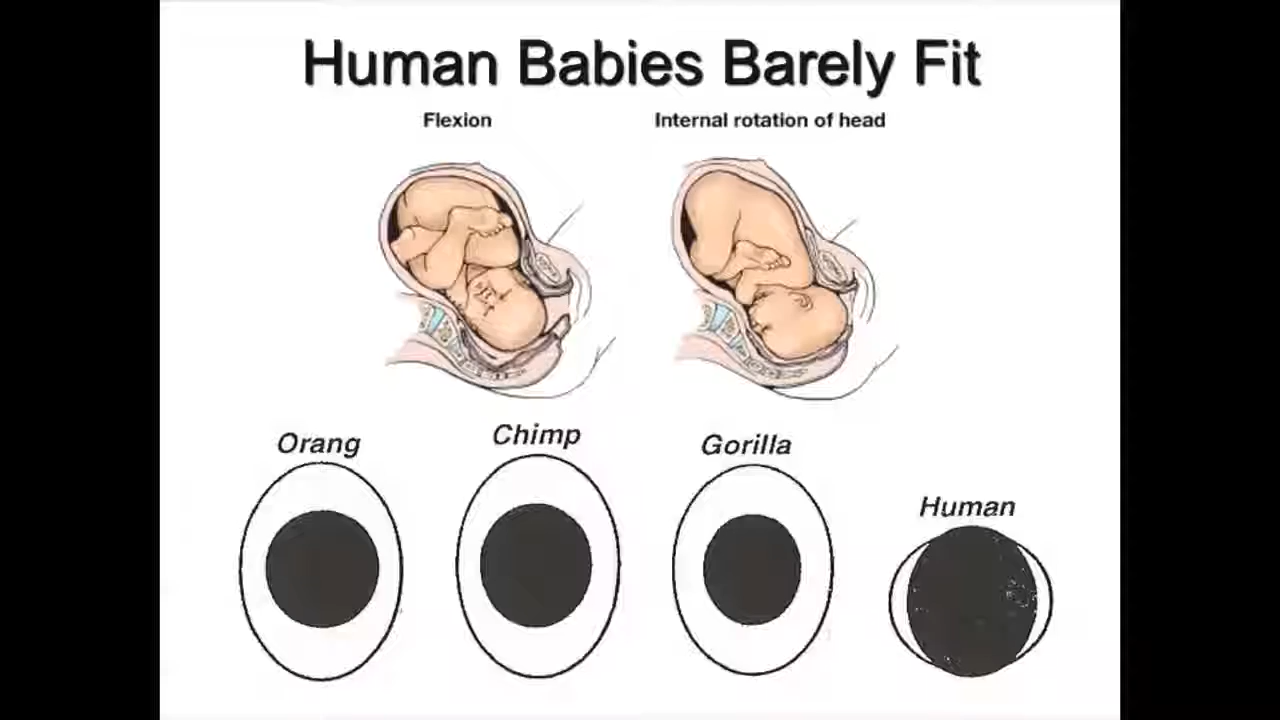 Human Babies Barely Fit
Flexion
Internal rotation of head
Orang
Chimp
Gorilla
Human